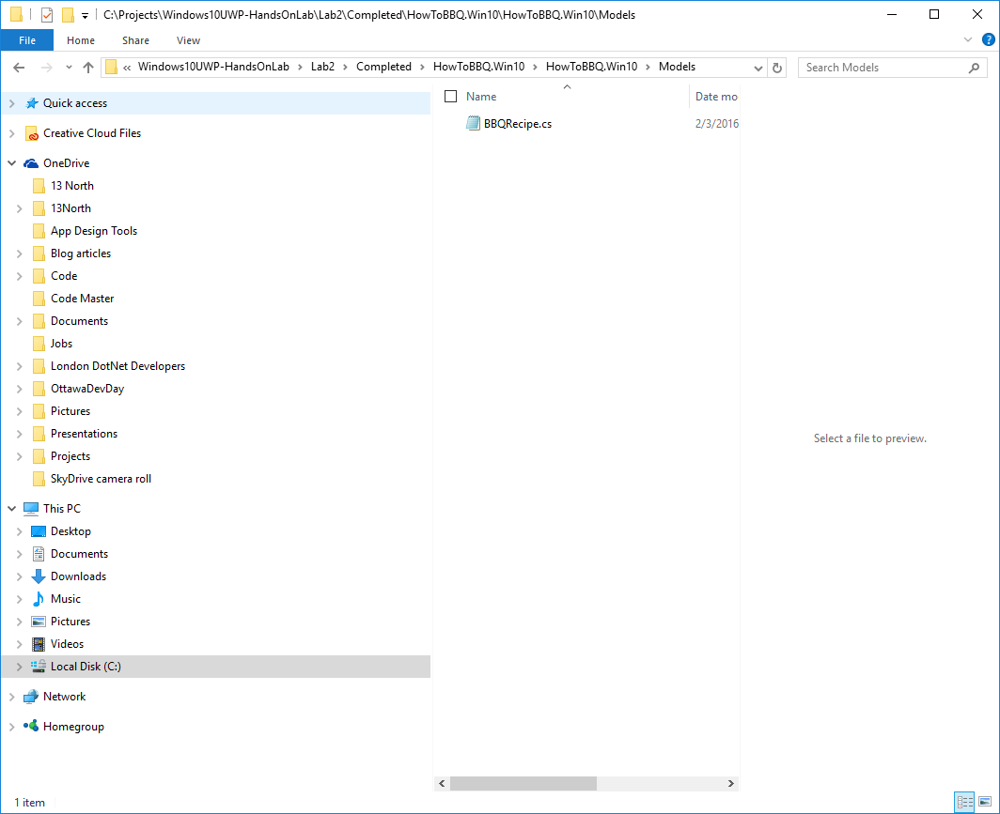 C:\Projects\Windows10UWP-HandsOnLab\Lab2\Completed\HowToBBQ.Win10\HowToBBQ.Win10\Models
File Home Share View
« Windows10UWP-HandsOnLab > Lab2 > Completed > HowToBBQ.Win10 > HowToBBQ.Win10 > Models
Search Models
Quick access
Creative Cloud Files
OneDrive
13 North
13North
App Design Tools
Blog articles
Code
Code Master
Documents
Jobs
London DotNet Developers
OttawaDevDay
Pictures
Presentations
Projects
SkyDrive camera roll
This PC
Desktop
Documents
Downloads
Music
Pictures
Videos
Local Disk (C:)
Network
Homegroup
Name Date mo
BBQRecipe.cs 2/3/2016
Select a file to preview.
1 item